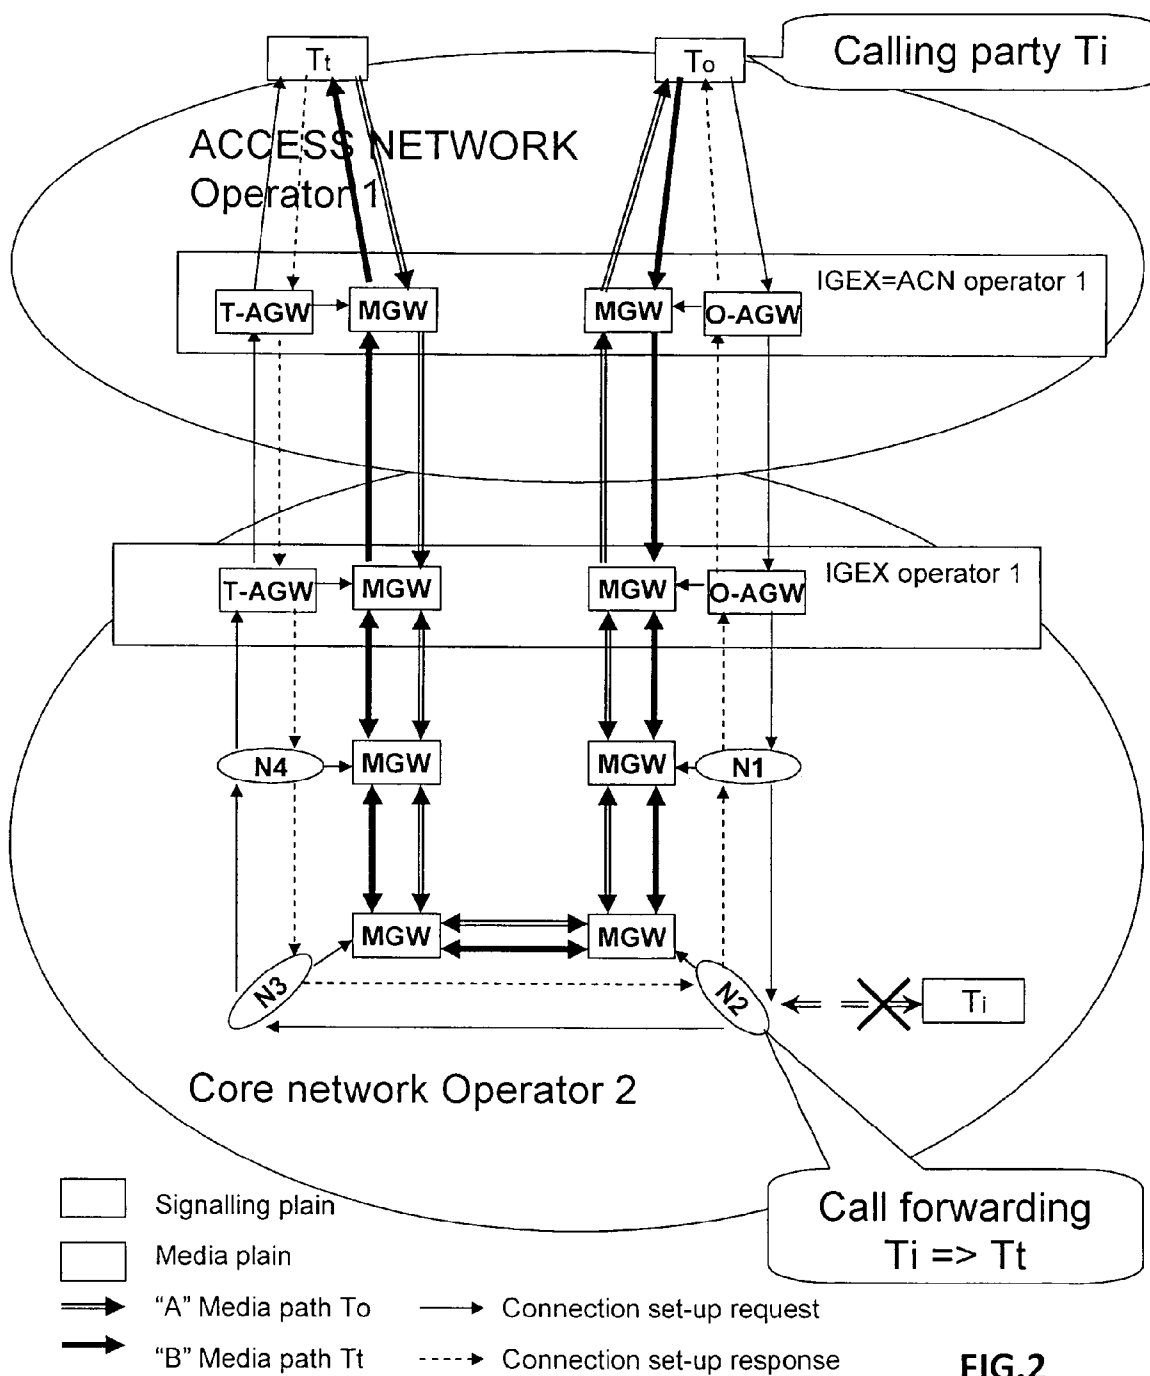 Tt
To
Calling party Ti
ACCESS NETWORK
Operator 1
IGEX=ACN operator 1
T-AGW
MGW
MGW
O-AGW
T-AGW
MGW
MGW
O-AGW
IGEX operator 1
N4
MGW
MGW
N1
MGW
MGW
N3
N2
Ti
Core network Operator 2
Call forwarding
Ti => Tt
Signalling plain
Media plain
“A” Media path To
Connection set-up request
“B” Media path Tt
Connection set-up response
FIG.2